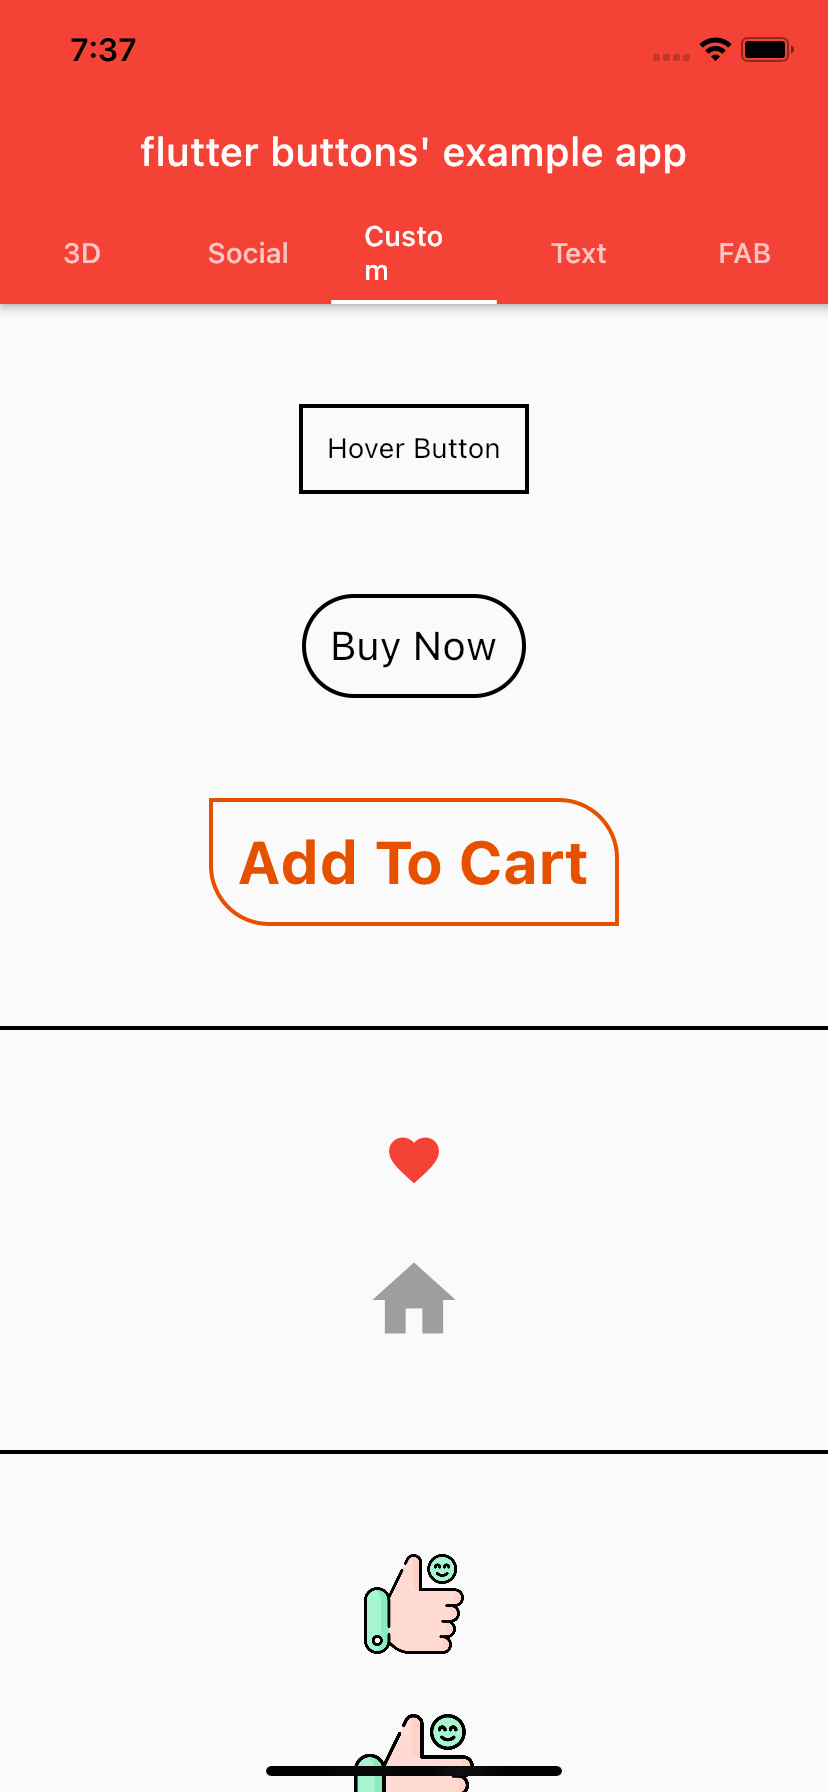 7:37
flutter buttons' example app
3D
Social
Custo
m
Text
FAB
Hover Button
Buy Now
Add To Cart